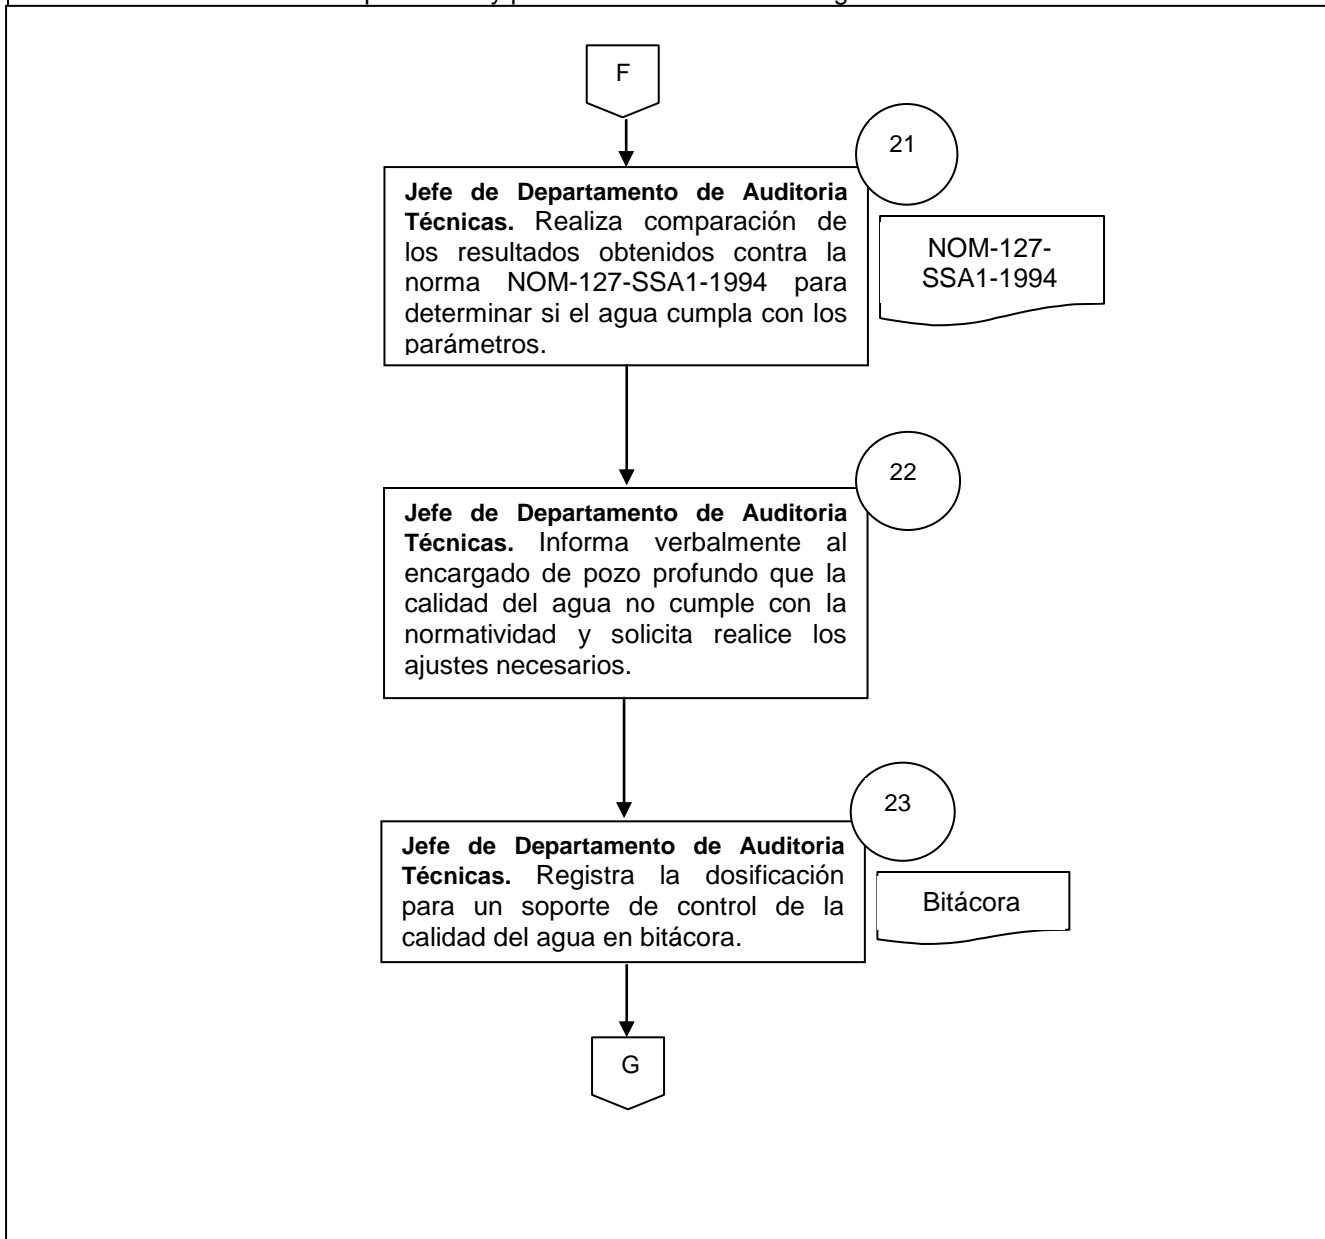 F
21
Jefe de Departamento de Auditoria
Técnicas. Realiza comparación de
los resultados obtenidos contra la
norma NOM-127-SSA1-1994 para
determinar si el agua cumpla con los
parámetros.
NOM-127-
SSA1-1994
22
Jefe de Departamento de Auditoria
Técnicas. Informa verbalmente al
encargado de pozo profundo que la
calidad del agua no cumple con la
normatividad y solicita realice los
ajustes necesarios.
23
Jefe de Departamento de Auditoria
Técnicas. Registra la dosificación
para un soporte de control de la
calidad del agua en bitácora.
Bitácora
G